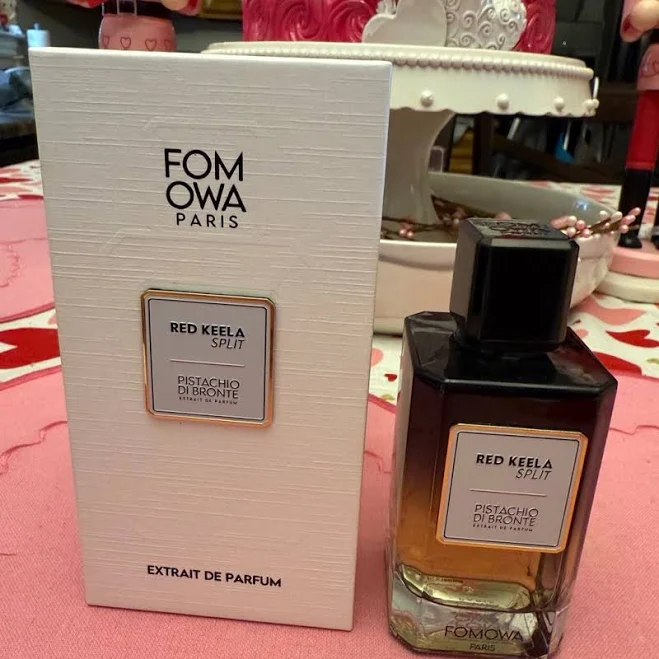 FOM
OWA
PARIS
RED KEELA
SPLIT
PISTACHIO
DI BRONTE
EXTRAIT DE PARFUM
EXTRAIT DE PARFUM
RED KEELA
SPLIT
PISTACHIO
DI BRONTE
EXTRAIT DE PARFUM
FOMOWA
PARIS